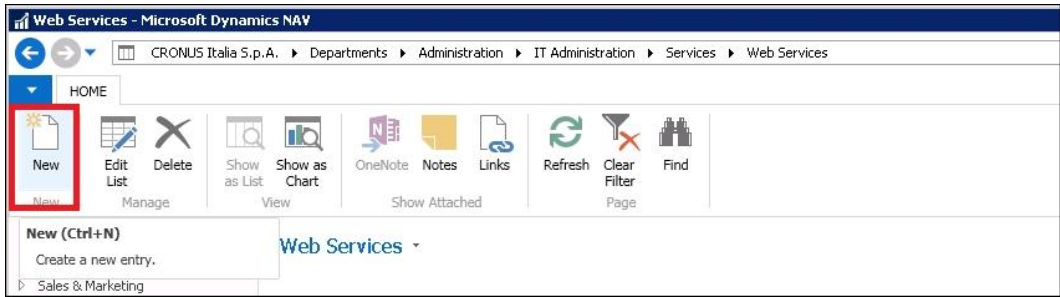 Web Services - Microsoft Dynamics NAV
CRONUS Italia S.p.A. ▸ Departments ▸ Administration ▸ IT Administration ▸ Services ▸ Web Services
HOME
New
Edit List
Delete
Show as List
Show as Chart
OneNote
Notes
Links
Refresh
Clear Filter
Find
New
Manage
View
Show Attached
Page
New (Ctrl+N)
Create a new entry.
Web Services
Sales & Marketing